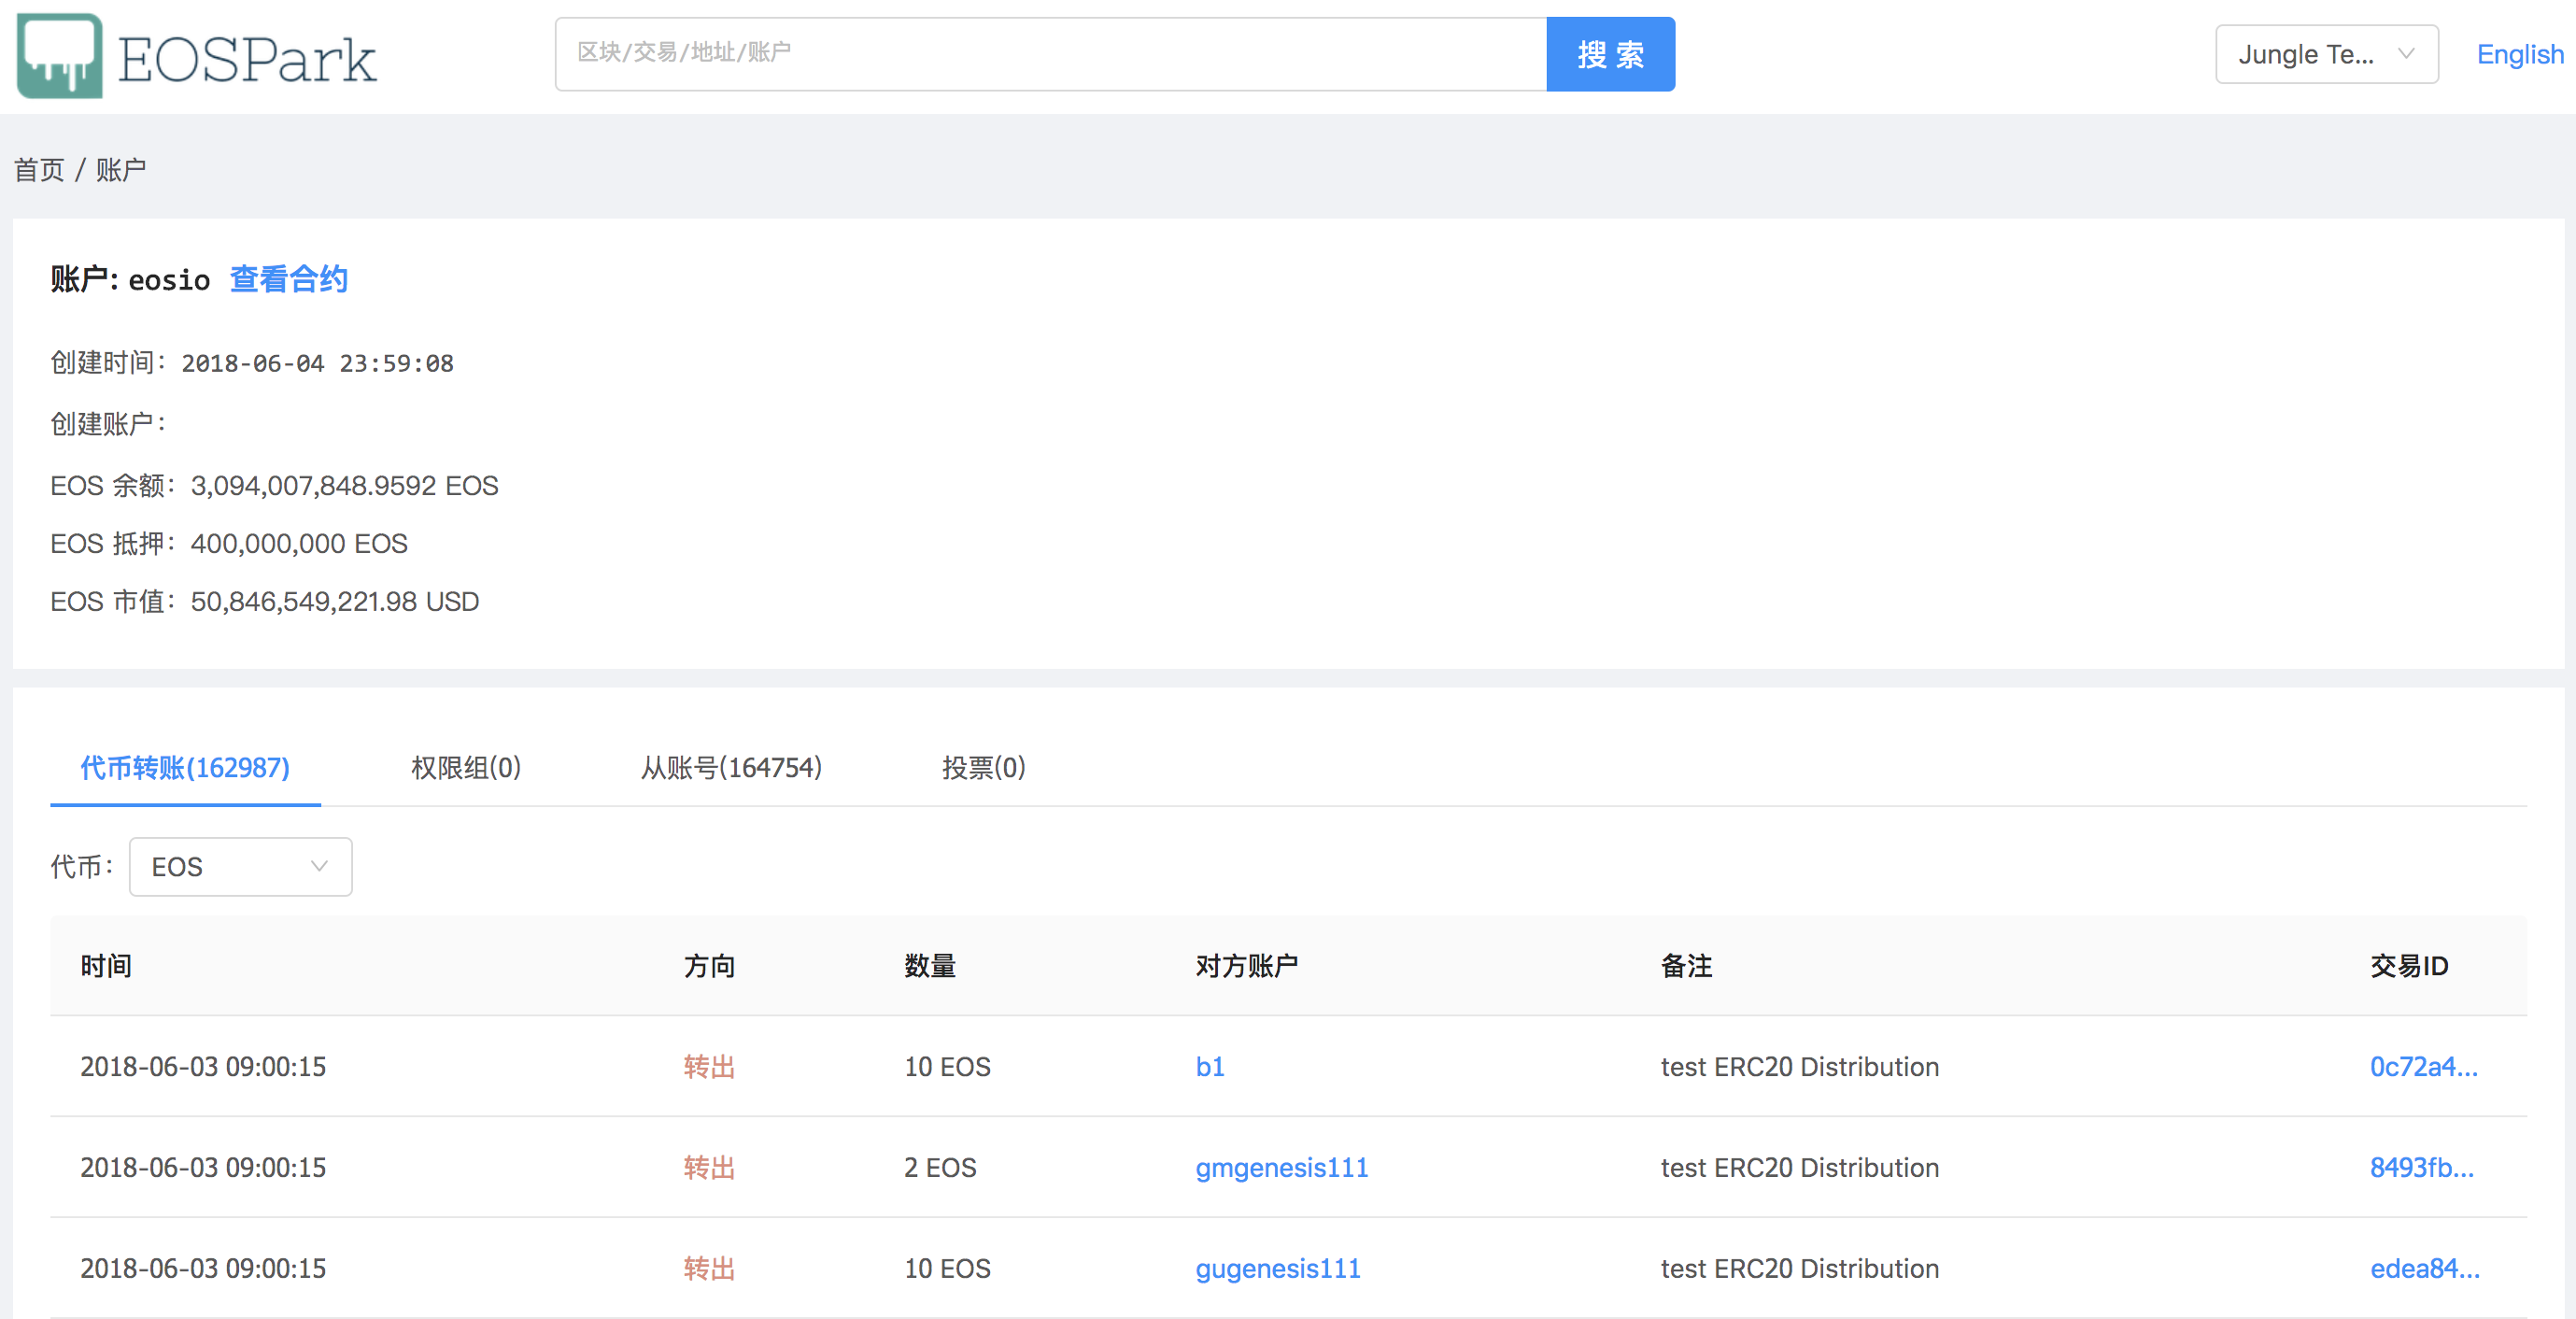 EOSPark
区块/交易/地址/账户
搜 索
Jungle Te...
English
首页 / 账户
账户: eosio 查看合约
创建时间: 2018-06-04 23:59:08
创建账户:
EOS 余额: 3,094,007,848.9592 EOS
EOS 抵押: 400,000,000 EOS
EOS 市值: 50,846,549,221.98 USD
代币转账(162987) 权限组(0) 从账号(164754) 投票(0)
代币: EOS
时间 方向 数量 对方账户 备注 交易ID
2018-06-03 09:00:15 转出 10 EOS b1 test ERC20 Distribution 0c72a4...
2018-06-03 09:00:15 转出 2 EOS gmgenesis111 test ERC20 Distribution 8493fb...
2018-06-03 09:00:15 转出 10 EOS gugenesis111 test ERC20 Distribution edea84...